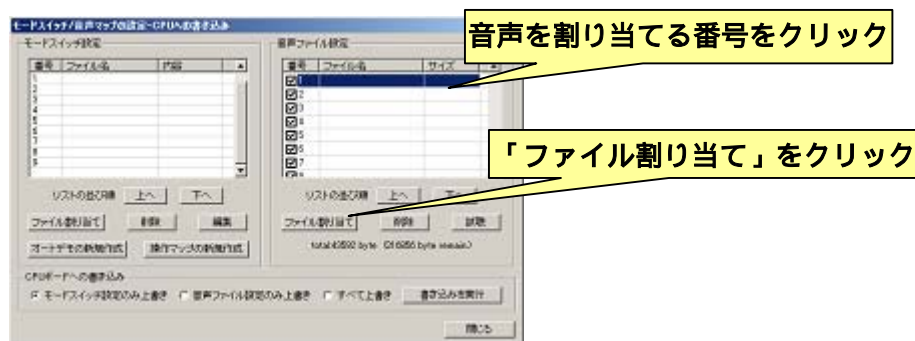 モードスイッチ/音声マップの設定-CPUへの書き込み
音声を割り当てる番号をクリック
モードスイッチ設定
音声ファイル設定
番号 ファイル名 内容
番号 ファイル名 サイズ
1
2
3
4
5
6
7
8
9
1
2
3
4
5
6
7
「ファイル割り当て」をクリック
リストの並び順 上へ 下へ
リストの並び順 上へ
ファイル割り当て 削除 編集
ファイル割り当て 削除 試聴
オートデモの新規作成 操作マップの新規作成
CPUボードへの書き込み
モードスイッチ設定のみ上書き 音声ファイル設定のみ上書き すべて上書き 書き込みを実行
閉じる